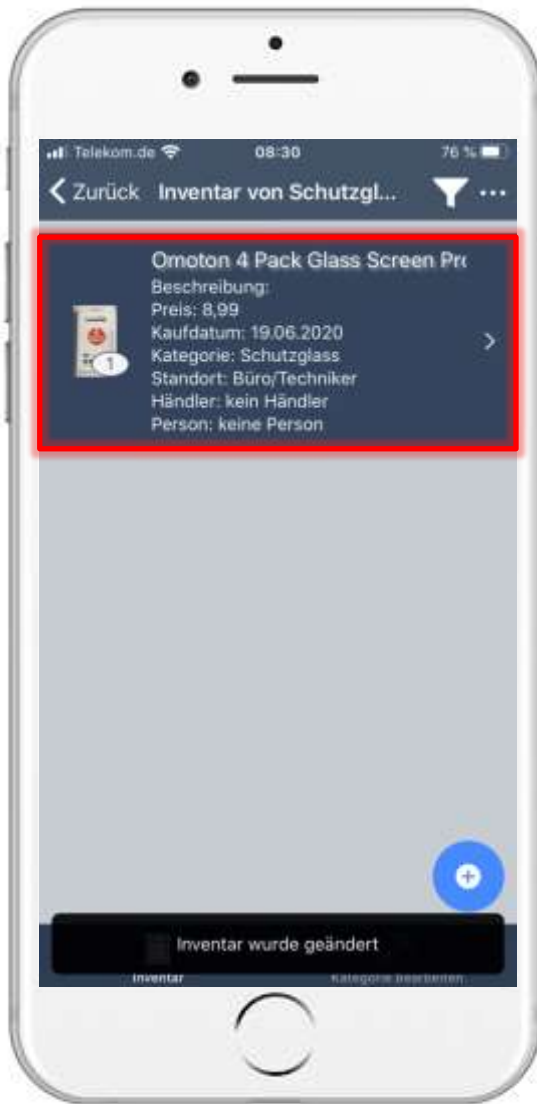 Telekom.de 08:30 76 %
Zurück Inventar von Schutzgl...
Omoton 4 Pack Glass Screen Pro
Beschreibung:
Preis: 8,99
Kaufdatum: 19.06.2020
Kategorie: Schutzglass
Standort: Büro/Techniker
Händler: kein Händler
Person: keine Person
1
Inventar wurde geändert
Inventar Kategorie bearbeiten